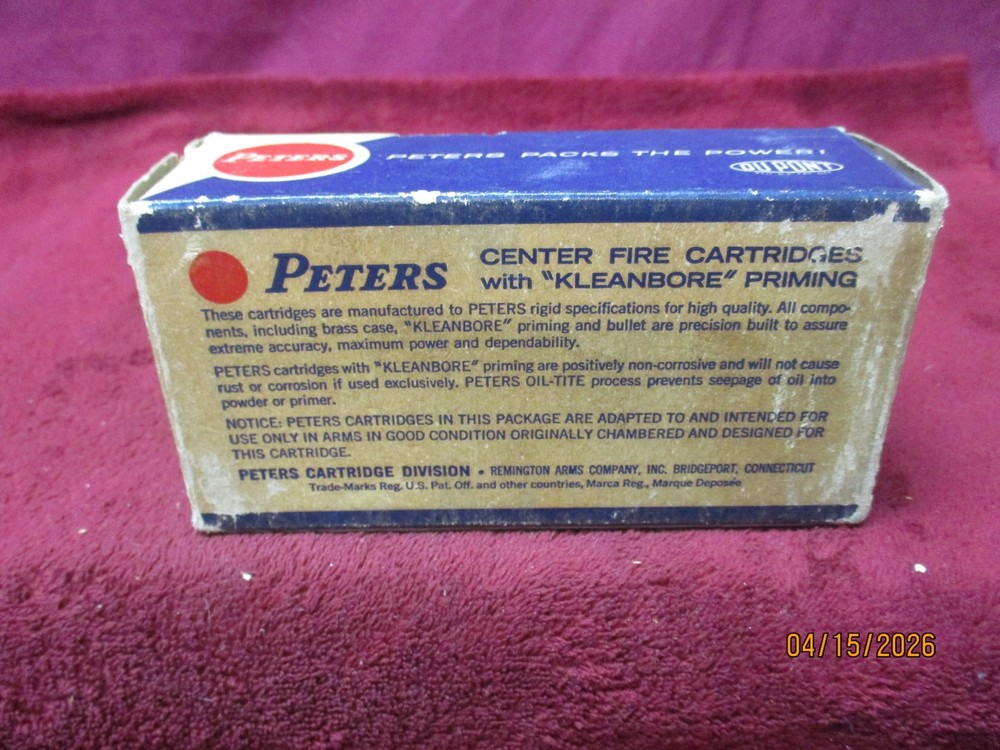 PETERS PETERS PACKS THE POWER!
DU PONT
PETERS CENTER FIRE CARTRIDGES
with "KLEANBORE" PRIMING
These cartridges are manufactured to PETERS rigid specifications for high quality. All compo-
nents, including brass case, "KLEANBORE" priming and bullet are precision built to assure
extreme accuracy, maximum power and dependability.
PETERS cartridges with "KLEANBORE" priming are positively non-corrosive and will not cause
rust or corrosion if used exclusively. PETERS OIL-TITE process prevents seepage of oil into
powder or primer.
NOTICE: PETERS CARTRIDGES IN THIS PACKAGE ARE ADAPTED TO AND INTENDED FOR
USE ONLY IN ARMS IN GOOD CONDITION ORIGINALLY CHAMBERED AND DESIGNED FOR
THIS CARTRIDGE.
PETERS CARTRIDGE DIVISION • REMINGTON ARMS COMPANY, INC. BRIDGEPORT, CONNECTICUT
Trade-Marks Reg. U.S. Pat. Off. and other countries, Marca Reg., Marque Deposée
04/15/2026